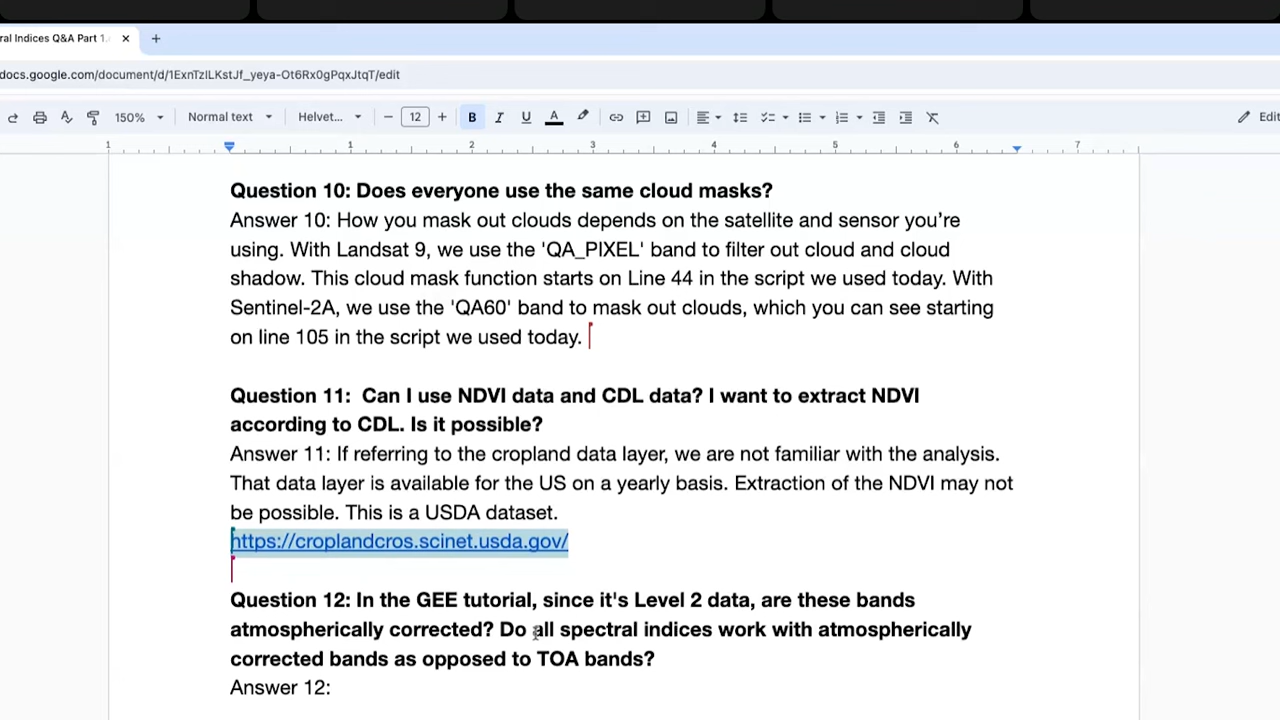 ral Indices Q&A Part 1.
docs.google.com/document/d/1ExnTzlLKstJf_yeya-Ot6Rx0gPqxJtqT/edit
150% Normal text Helvet... 12 B I U A Edit
1 1 2 3 4 5 6 7
Question 10: Does everyone use the same cloud masks?
Answer 10: How you mask out clouds depends on the satellite and sensor you’re
using. With Landsat 9, we use the 'QA_PIXEL' band to filter out cloud and cloud
shadow. This cloud mask function starts on Line 44 in the script we used today. With
Sentinel-2A, we use the 'QA60' band to mask out clouds, which you can see starting
on line 105 in the script we used today.
Question 11:  Can I use NDVI data and CDL data? I want to extract NDVI
according to CDL. Is it possible?
Answer 11: If referring to the cropland data layer, we are not familiar with the analysis.
That data layer is available for the US on a yearly basis. Extraction of the NDVI may not
be possible. This is a USDA dataset.
https://croplandcros.scinet.usda.gov/
Question 12: In the GEE tutorial, since it's Level 2 data, are these bands
atmospherically corrected? Do all spectral indices work with atmospherically
corrected bands as opposed to TOA bands?
Answer 12: